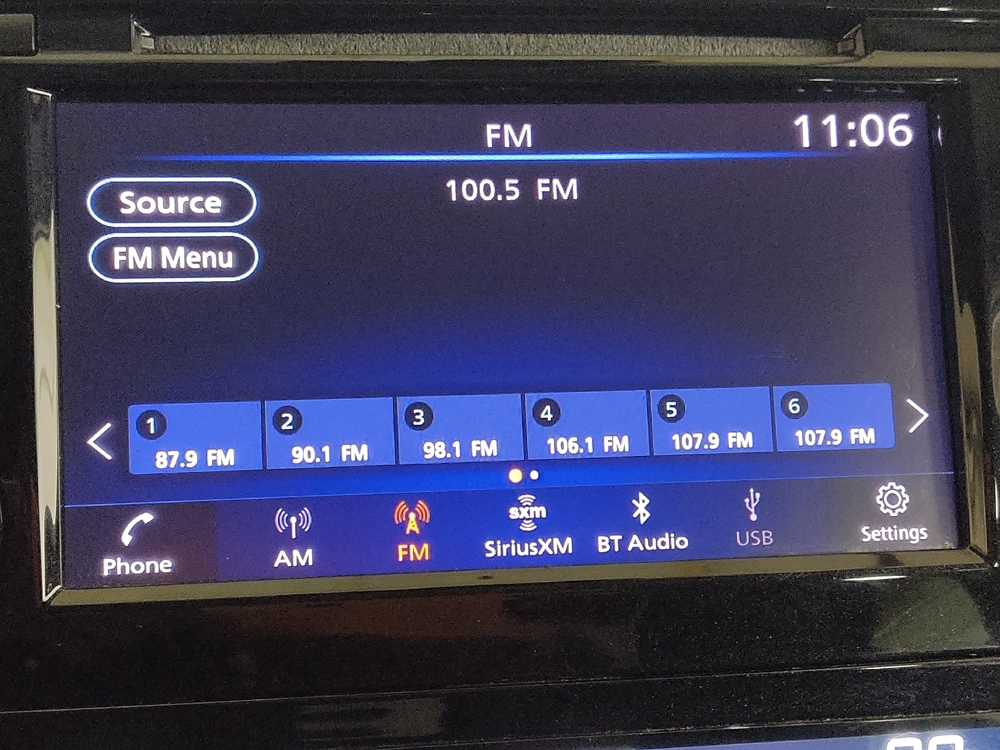 FM
11:06
100.5 FM
Source
FM Menu
1
87.9 FM
2
90.1 FM
3
98.1 FM
4
106.1 FM
5
107.9 FM
6
107.9 FM
Phone
AM
FM
sxm
SiriusXM
BT Audio
USB
Settings